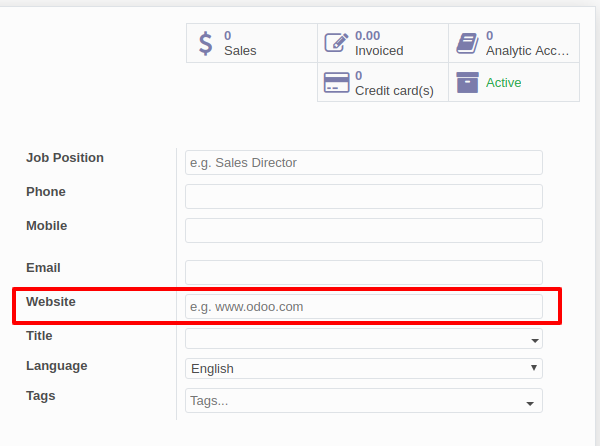 0
Sales
0.00
Invoiced
0
Analytic Acc...
0
Credit card(s)
Active
Job Position
e.g. Sales Director
Phone
Mobile
Email
Website
e.g. www.odoo.com
Title
Language
English
Tags
Tags...